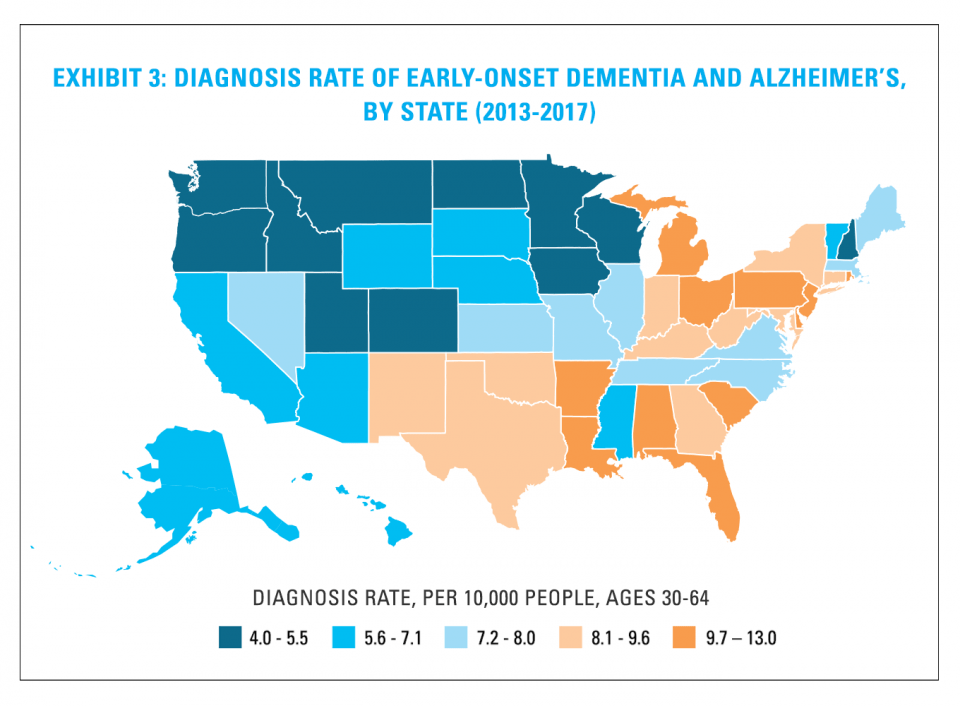 EXHIBIT 3: DIAGNOSIS RATE OF EARLY-ONSET DEMENTIA AND ALZHEIMER'S,
BY STATE (2013-2017)
DIAGNOSIS RATE, PER 10,000 PEOPLE, AGES 30-64
4.0 - 5.5 5.6 - 7.1 7.2 - 8.0 8.1 - 9.6 9.7 – 13.0